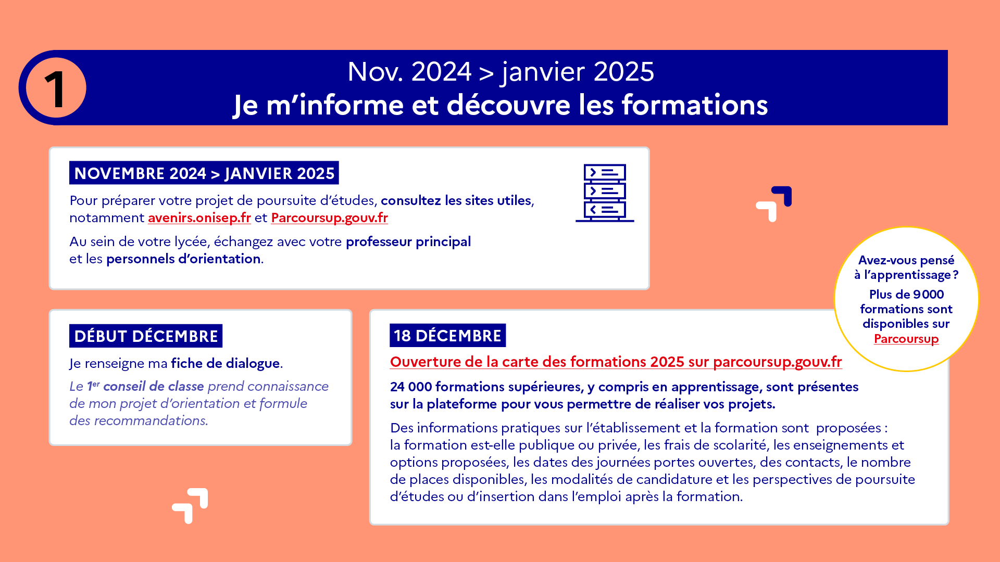 1
Nov. 2024 > janvier 2025
Je m’informe et découvre les formations
NOVEMBRE 2024 > JANVIER 2025
Pour préparer votre projet de poursuite d’études, consultez les sites utiles,
notamment avenirs.onisep.fr et Parcoursup.gouv.fr
Au sein de votre lycée, échangez avec votre professeur principal
et les personnels d’orientation.
Avez-vous pensé
à l’apprentissage ?
Plus de 9 000
formations sont
disponibles sur
Parcoursup
DÉBUT DÉCEMBRE
Je renseigne ma fiche de dialogue.
Le 1er conseil de classe prend connaissance
de mon projet d’orientation et formule
des recommandations.
18 DÉCEMBRE
Ouverture de la carte des formations 2025 sur parcoursup.gouv.fr
24 000 formations supérieures, y compris en apprentissage, sont présentes
sur la plateforme pour vous permettre de réaliser vos projets.
Des informations pratiques sur l’établissement et la formation sont  proposées :
la formation est-elle publique ou privée, les frais de scolarité, les enseignements et
options proposées, les dates des journées portes ouvertes, des contacts, le nombre
de places disponibles, les modalités de candidature et les perspectives de poursuite
d’études ou d’insertion dans l’emploi après la formation.